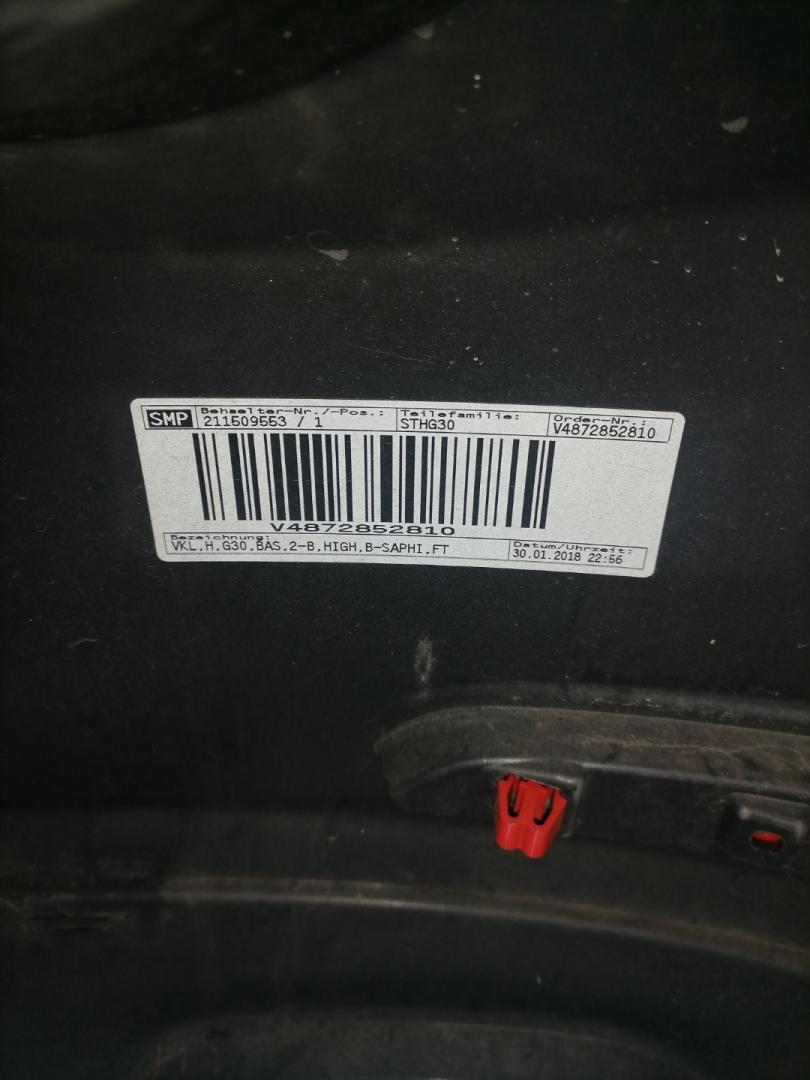 SMP Behaelter-Nr./-Pos.: Teilefamilie: Order-Nr.:
211509553 / 1 STHG30 V4872852810
V4872852810
Bezeichnung: Datum/Uhrzeit:
VKL.H.G30.BAS.2-B.HIGH.B-SAPHI.FT 30.01.2018 22:56